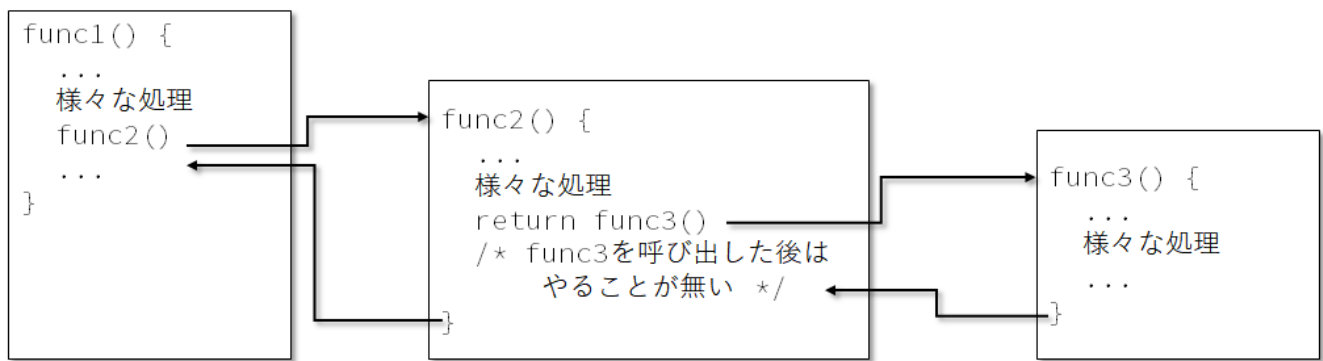 func1() {
...
様々な処理
func2()
...
}
func2() {
...
様々な処理
return func3()
/* func3を呼び出した後は
やることが無い */
}
func3() {
...
様々な処理
...
}